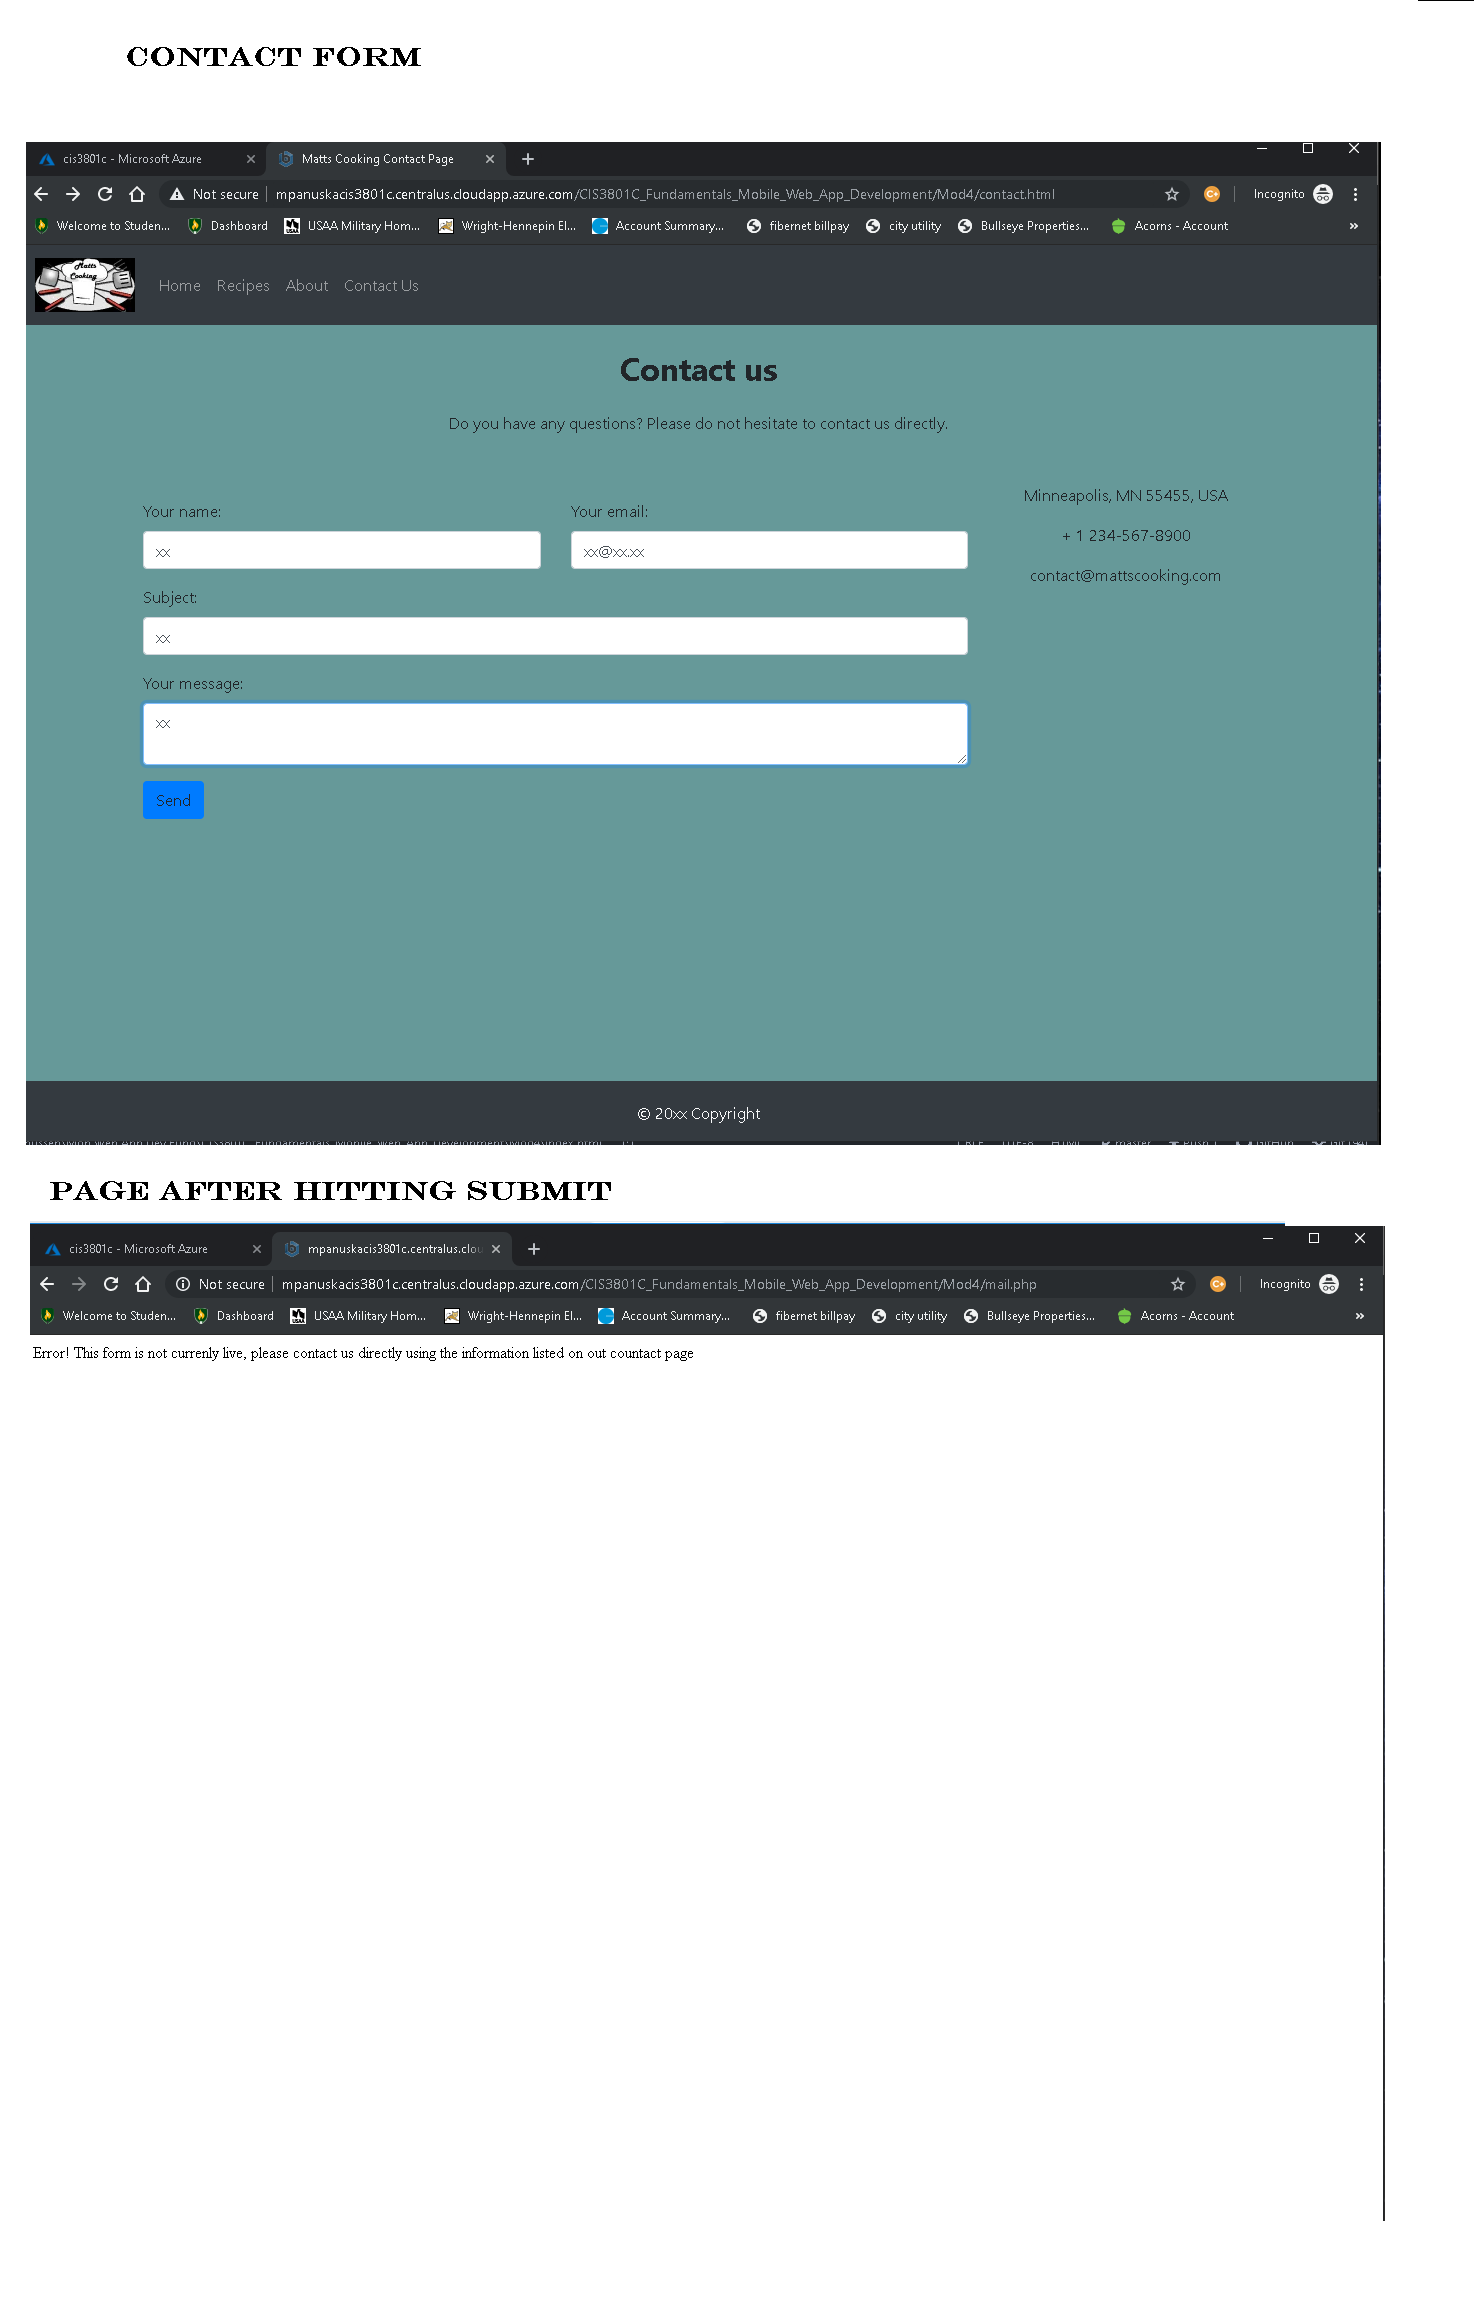 CONTACT FORM
cis3801c - Microsoft Azure
Matts Cooking Contact Page
Not secure mpanuskacis3801c.centralus.cloudapp.azure.com/CIS3801C_Fundamentals_Mobile_Web_App_Development/Mod4/contact.html Incognito
Welcome to Studen... Dashboard USAA Military Hom... Wright-Hennepin El... Account Summary... fibernet billpay city utility Bullseye Properties... Acorns - Account »
Matts
Cooking
Home Recipes About Contact Us
Contact us
Do you have any questions? Please do not hesitate to contact us directly.
Minneapolis, MN 55455, USA
+ 1 234-567-8900
contact@mattscooking.com
Your name: Your email:
xx xx@xx.xx
Subject:
xx
Your message:
xx
Send
© 20xx Copyright
PAGE AFTER HITTING SUBMIT
cis3801c - Microsoft Azure
mpanuskacis3801c.centralus.clou
Not secure mpanuskacis3801c.centralus.cloudapp.azure.com/CIS3801C_Fundamentals_Mobile_Web_App_Development/Mod4/mail.php Incognito
Welcome to Studen... Dashboard USAA Military Hom... Wright-Hennepin El... Account Summary... fibernet billpay city utility Bullseye Properties... Acorns - Account »
Error! This form is not currenly live, please contact us directly using the information listed on out countact page